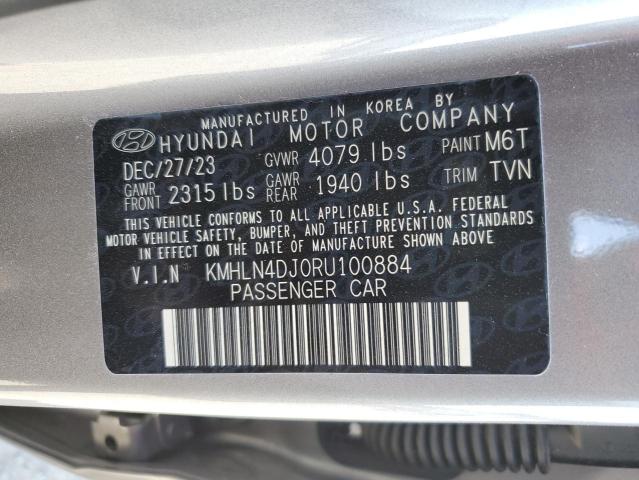 MANUFACTURED IN KOREA BY
HYUNDAI MOTOR COMPANY
DEC/27/23 GVWR 4079 lbs PAINT M6T
GAWR FRONT 2315 lbs GAWR REAR 1940 lbs TRIM TVN
THIS VEHICLE CONFORMS TO ALL APPLICABLE U.S.A. FEDERAL
MOTOR VEHICLE SAFETY, BUMPER, AND THEFT PREVENTION STANDARDS
IN EFFECT ON THE DATE OF MANUFACTURE SHOWN ABOVE
V.I.N KMHLN4DJ0RU100884
PASSENGER CAR